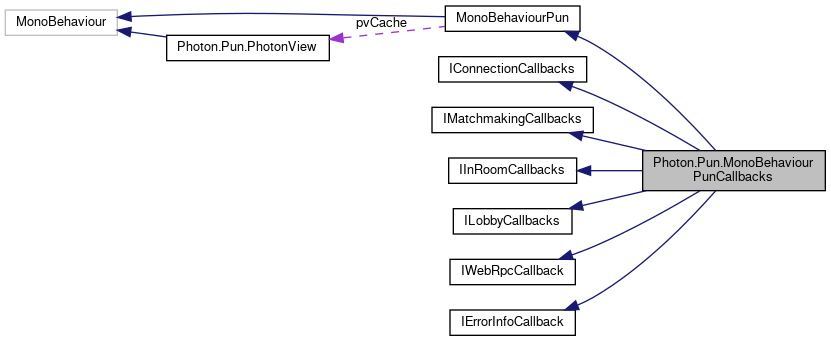 MonoBehaviour
pvCache
MonoBehaviourPun
Photon.Pun.PhotonView
IConnectionCallbacks
IMatchmakingCallbacks
Photon.Pun.MonoBehaviour
PunCallbacks
IInRoomCallbacks
ILobbyCallbacks
IWebRpcCallback
IErrorInfoCallback